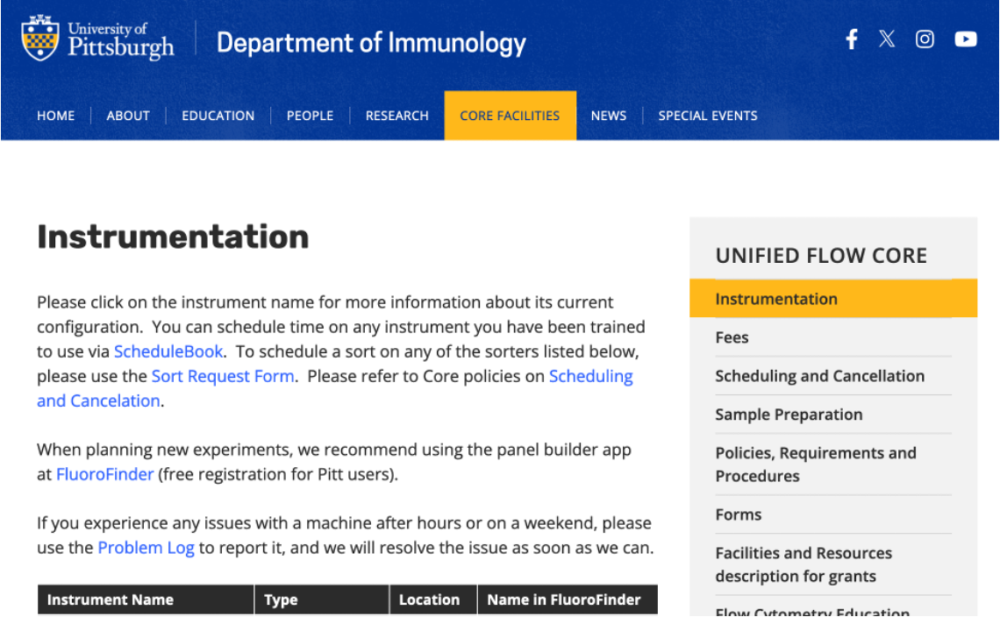 University of
Pittsburgh
Department of Immunology
HOME
ABOUT
EDUCATION
PEOPLE
RESEARCH
CORE FACILITIES
NEWS
SPECIAL EVENTS
Instrumentation
Please click on the instrument name for more information about its current
configuration.  You can schedule time on any instrument you have been trained
to use via ScheduleBook.  To schedule a sort on any of the sorters listed below,
please use the Sort Request Form.  Please refer to Core policies on Scheduling
and Cancelation.
When planning new experiments, we recommend using the panel builder app
at FluoroFinder (free registration for Pitt users).
If you experience any issues with a machine after hours or on a weekend, please
use the Problem Log to report it, and we will resolve the issue as soon as we can.
Instrument Name
Type
Location
Name in FluoroFinder
UNIFIED FLOW CORE
Instrumentation
Fees
Scheduling and Cancellation
Sample Preparation
Policies, Requirements and
Procedures
Forms
Facilities and Resources
description for grants
Flow Cytometry Education